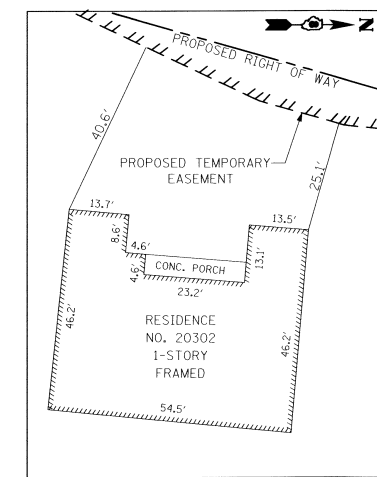 N
PROPOSED RIGHT OF WAY
40.6'
PROPOSED TEMPORARY
EASEMENT
25.1'
13.7'
13.5'
8.6'
4.6'
4.6'
CONC. PORCH
13.1'
23.2'
46.2'
RESIDENCE
NO. 20302
1-STORY
FRAMED
46.2'
54.5'